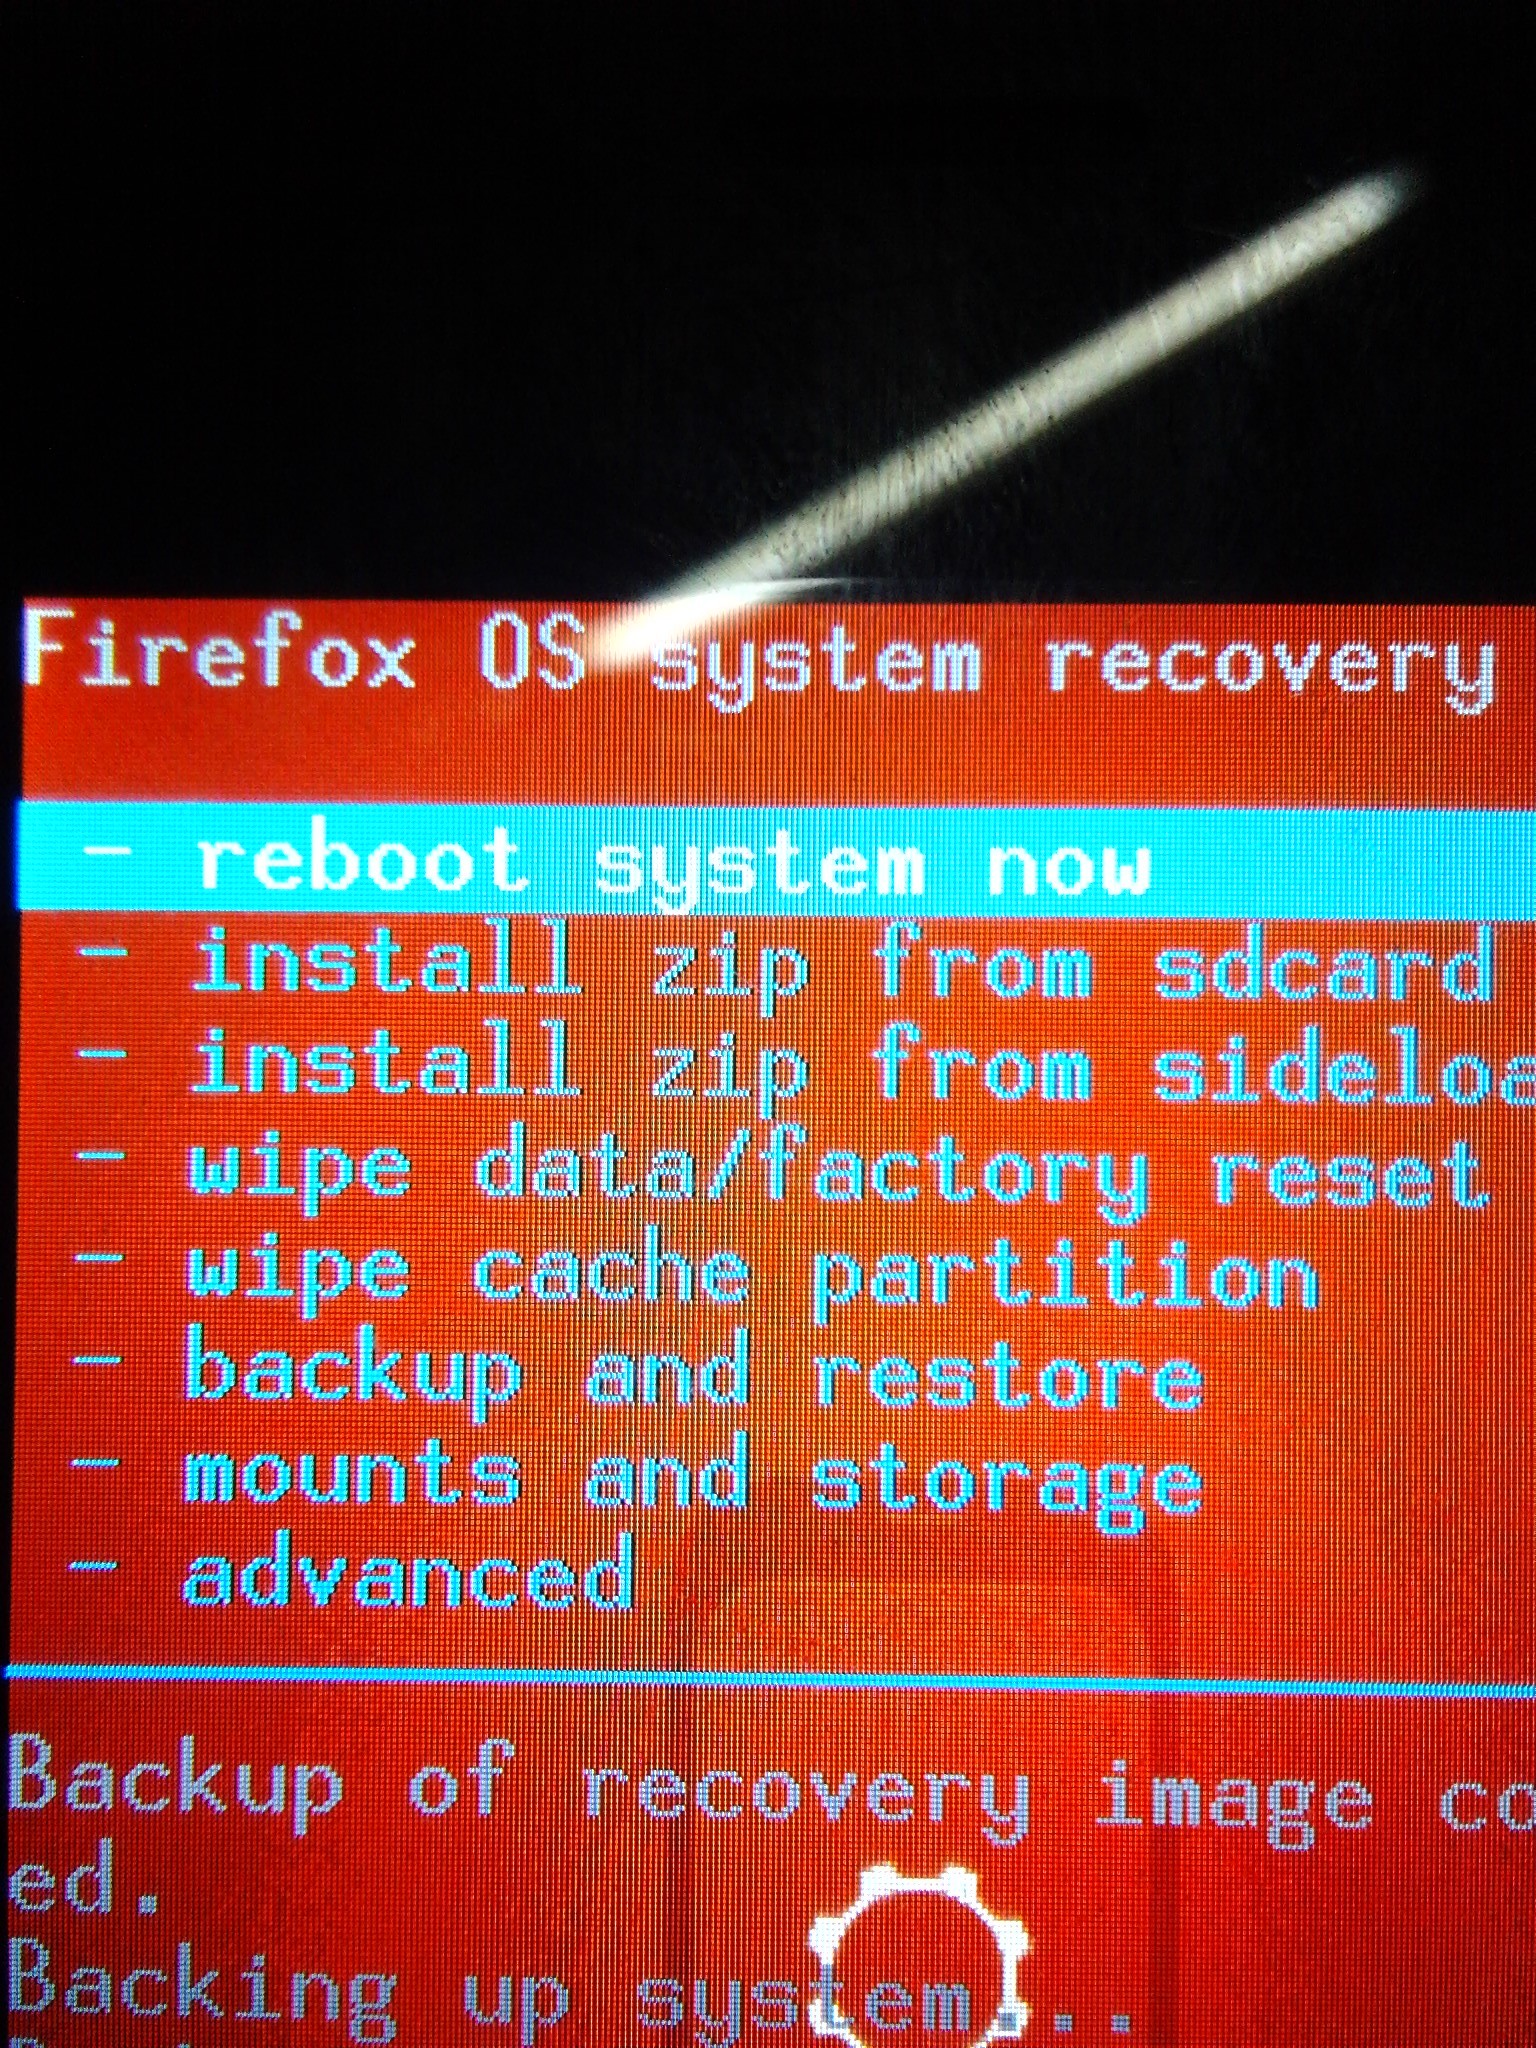 Firefox OS system recovery
- reboot system now
- install zip from sdcard
- install zip from sideloa
- wipe data/factory reset
- wipe cache partition
- backup and restore
- mounts and storage
- advanced
Backup of recovery image co
ed.
Backing up system...